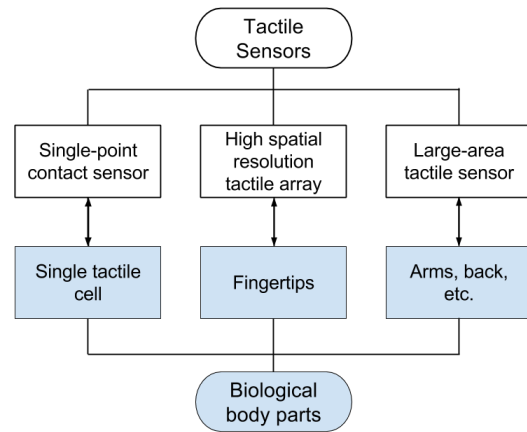 Tactile
Sensors
Single-point
contact sensor
High spatial
resolution
tactile array
Large-area
tactile sensor
Single tactile
cell
Fingertips
Arms, back,
etc.
Biological
body parts